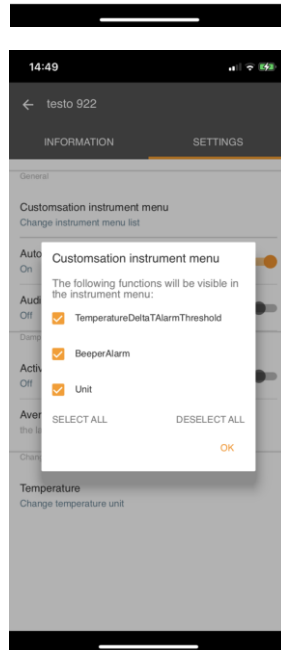 14:49
testo 922
INFORMATION
SETTINGS
General
Customsation instrument menu
Change instrument menu list
Auto
On
Audi
Off
Damp
Activ
Off
Aver
the la
Chang
Customsation instrument menu
The following functions will be visible in
the instrument menu:
TemperatureDeltaTAlarmThreshold
BeeperAlarm
Unit
SELECT ALL
DESELECT ALL
OK
Temperature
Change temperature unit